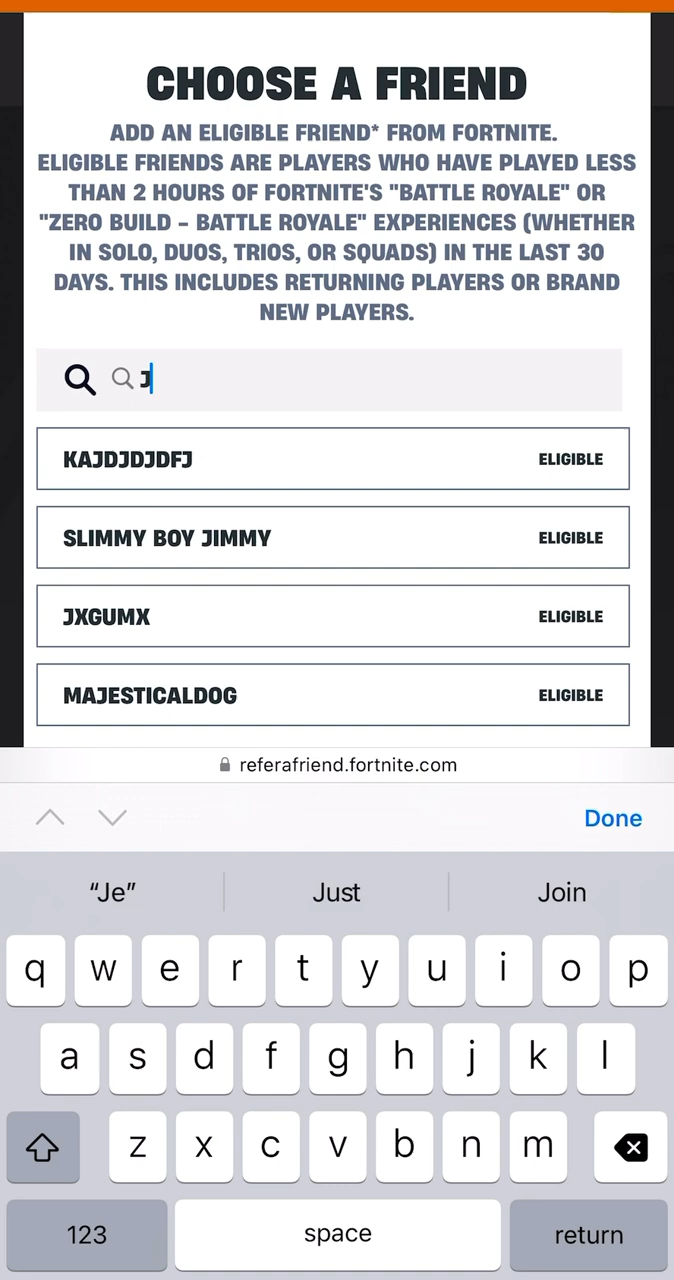 CHOOSE A FRIEND
ADD AN ELIGIBLE FRIEND* FROM FORTNITE.
ELIGIBLE FRIENDS ARE PLAYERS WHO HAVE PLAYED LESS
THAN 2 HOURS OF FORTNITE'S "BATTLE ROYALE" OR
"ZERO BUILD – BATTLE ROYALE" EXPERIENCES (WHETHER
IN SOLO, DUOS, TRIOS, OR SQUADS) IN THE LAST 30
DAYS. THIS INCLUDES RETURNING PLAYERS OR BRAND
NEW PLAYERS.
J
KAJDJDJDFJ ELIGIBLE
SLIMMY BOY JIMMY ELIGIBLE
JXGUMX ELIGIBLE
MAJESTICALDOG ELIGIBLE
referafriend.fortnite.com
Done
“Je” Just Join
q w e r t y u i o p
a s d f g h j k l
z x c v b n m
123 space return